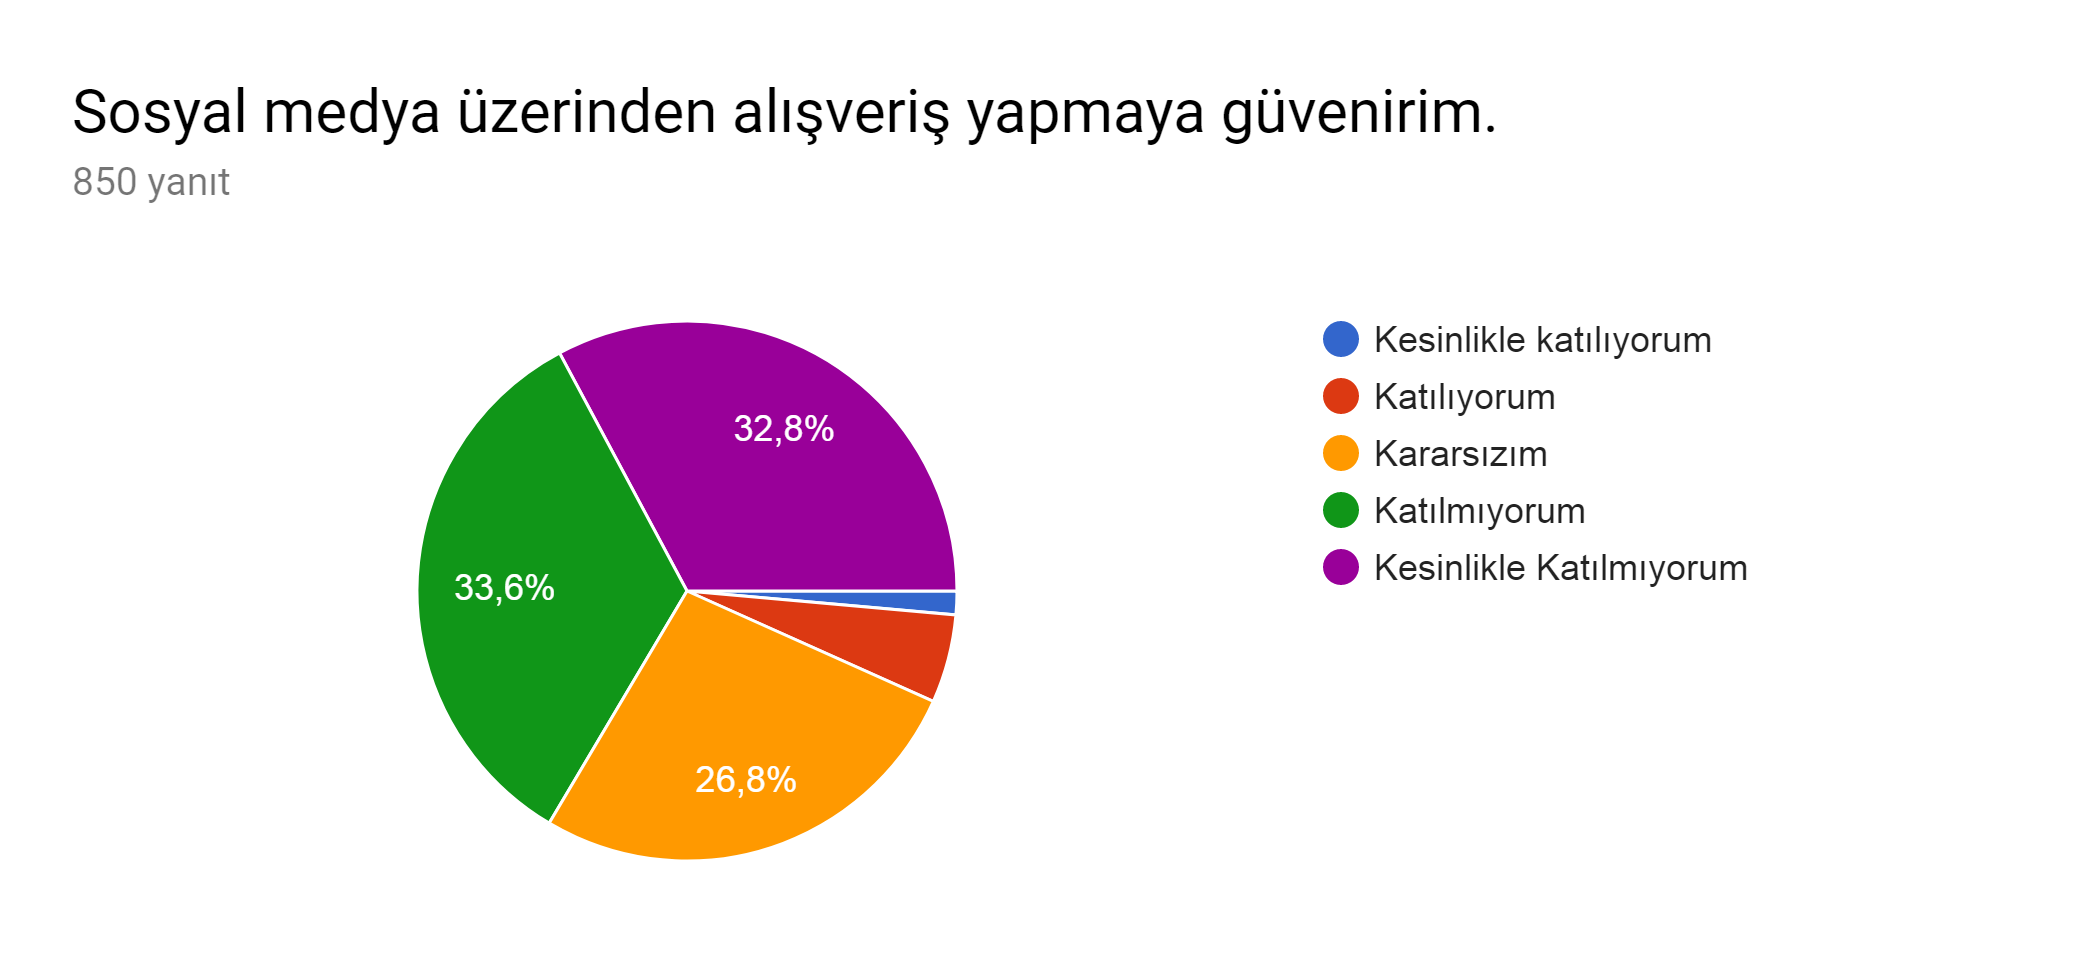 Sosyal medya üzerinden alışveriş yapmaya güvenirim.
850 yanıt
32,8%
33,6%
26,8%
Kesinlikle katılıyorum
Katılıyorum
Kararsızım
Katılmıyorum
Kesinlikle Katılmıyorum